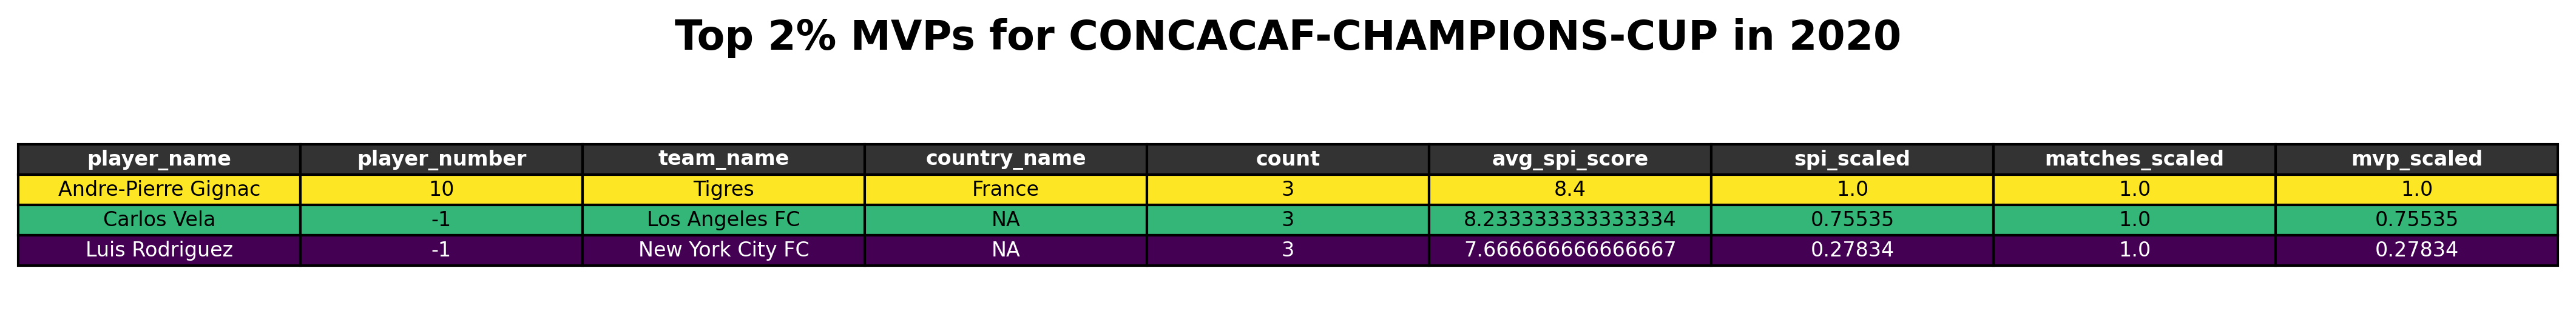 Top 2% MVPs for CONCACAF-CHAMPIONS-CUP in 2020
player_name player_number team_name country_name count avg_spi_score spi_scaled matches_scaled mvp_scaled
Andre-Pierre Gignac 10 Tigres France 3 8.4 1.0 1.0 1.0
Carlos Vela -1 Los Angeles FC NA 3 8.233333333333334 0.75535 1.0 0.75535
Luis Rodriguez -1 New York City FC NA 3 7.666666666666667 0.27834 1.0 0.27834